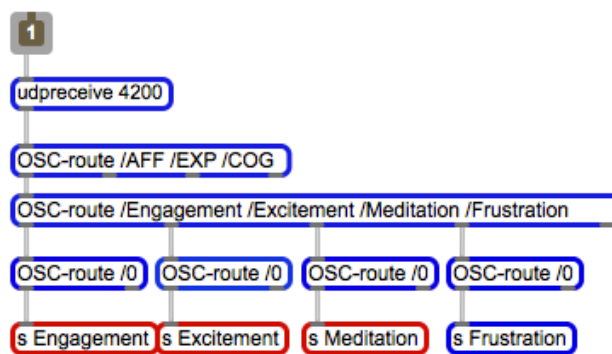 1
udpreceive 4200
OSC-route /AFF /EXP /COG
OSC-route /Engagement /Excitement /Meditation /Frustration
OSC-route /0 OSC-route /0 OSC-route /0 OSC-route /0
s Engagement s Excitement s Meditation s Frustration